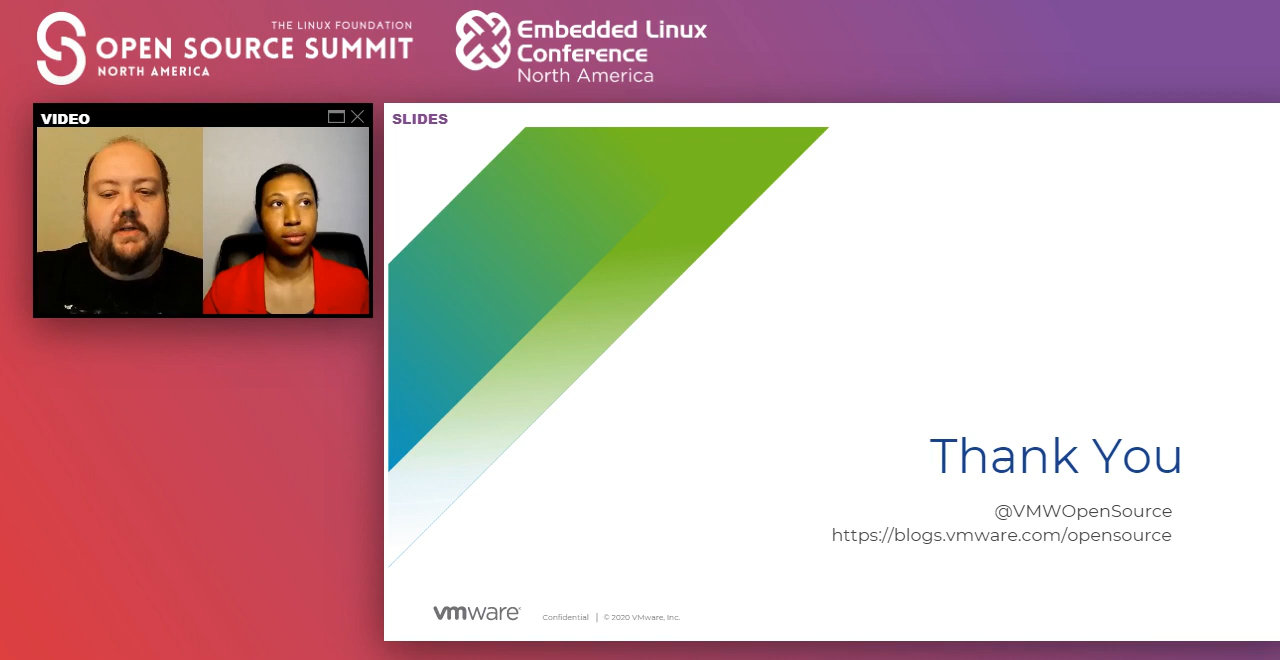 THE LINUX FOUNDATION
OPEN SOURCE SUMMIT
NORTH AMERICA
Embedded Linux
Conference
North America
VIDEO
SLIDES
Thank You
@VMWOpenSource
https://blogs.vmware.com/opensource
vmware®
Confidential | © 2020 VMware, Inc.